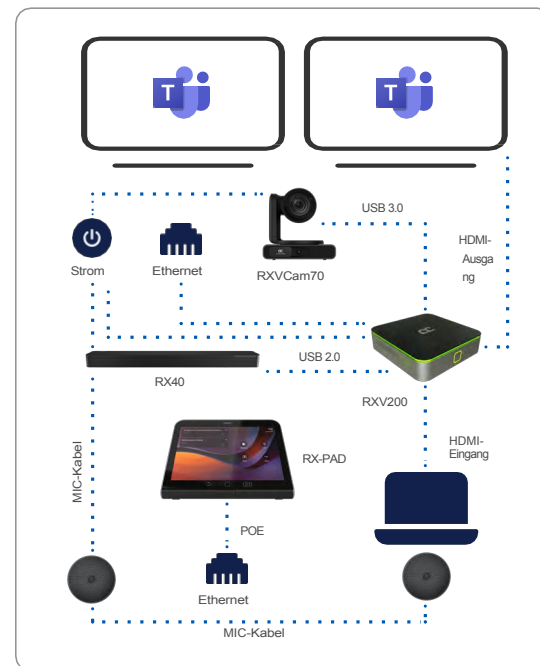 T
T
USB 3.0
HDMI-
Ausga
ng
Strom
Ethernet
RXVCam70
USB 2.0
RX40
RXV200
RX-PAD
HDMI-
Eingang
MIC-Kabel
POE
Ethernet
MIC-Kabel